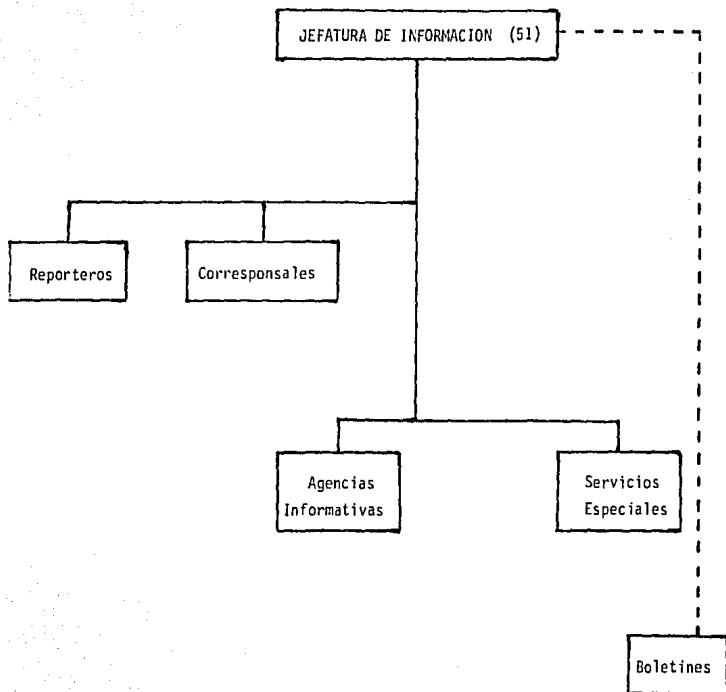 JEFATURA DE INFORMACION (51)
Reporteros
Corresponsales
Agencias
Informativas
Servicios
Especiales
Boletines